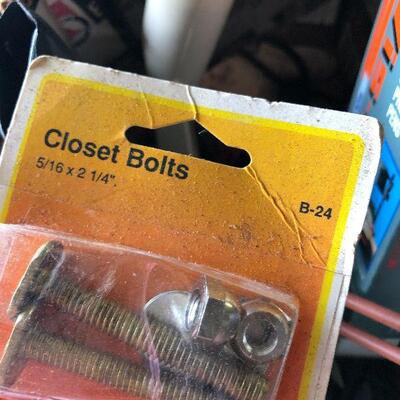 Closet Bolts
5/16 x 2 1/4"
B-24